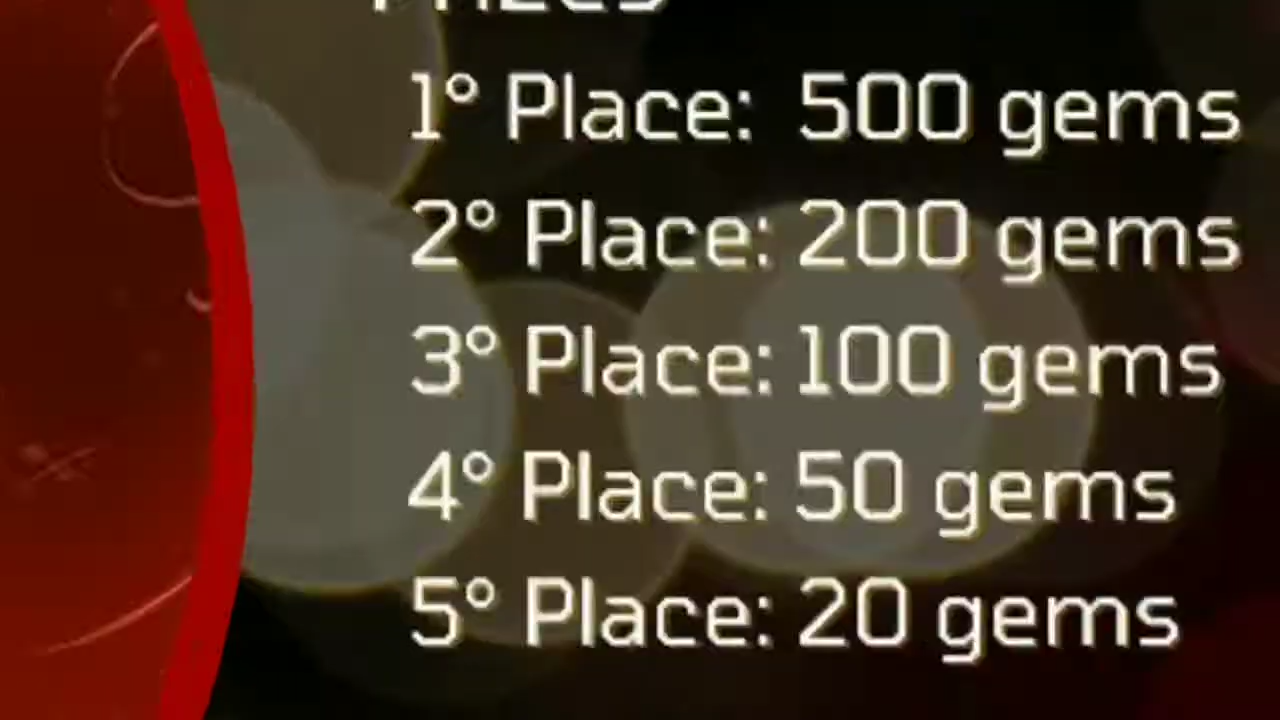 1° Place: 500 gems
2° Place: 200 gems
3° Place: 100 gems
4° Place: 50 gems
5° Place: 20 gems